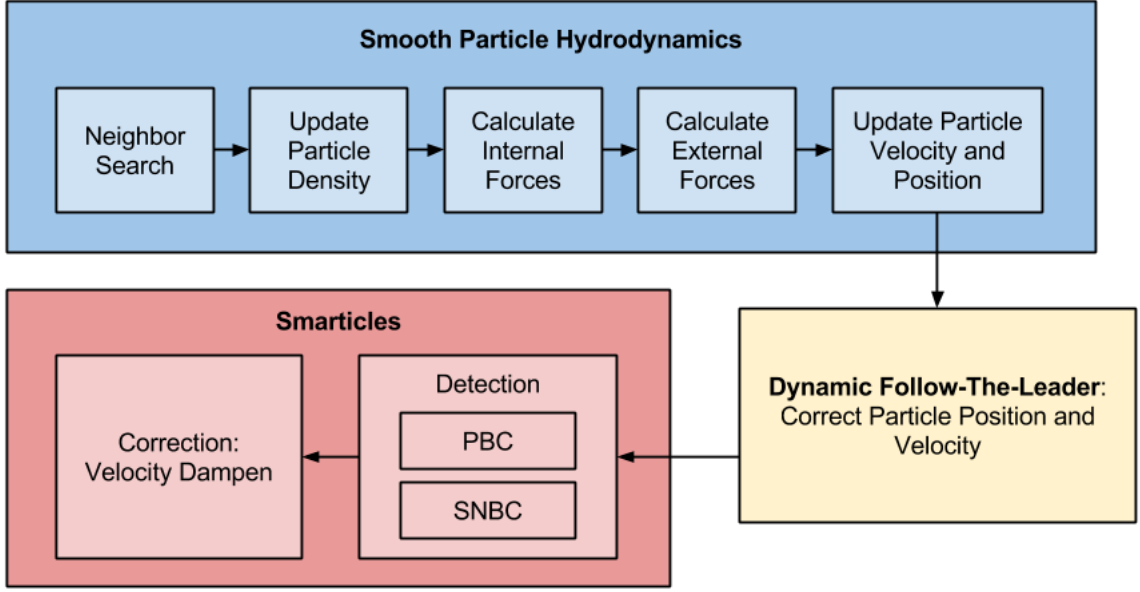 Smooth Particle Hydrodynamics
Neighbor
Search
Update
Particle
Density
Calculate
Internal
Forces
Calculate
External
Forces
Update Particle
Velocity and
Position
Smarticles
Correction:
Velocity Dampen
Detection
PBC
SNBC
Dynamic Follow-The-Leader:
Correct Particle Position and
Velocity